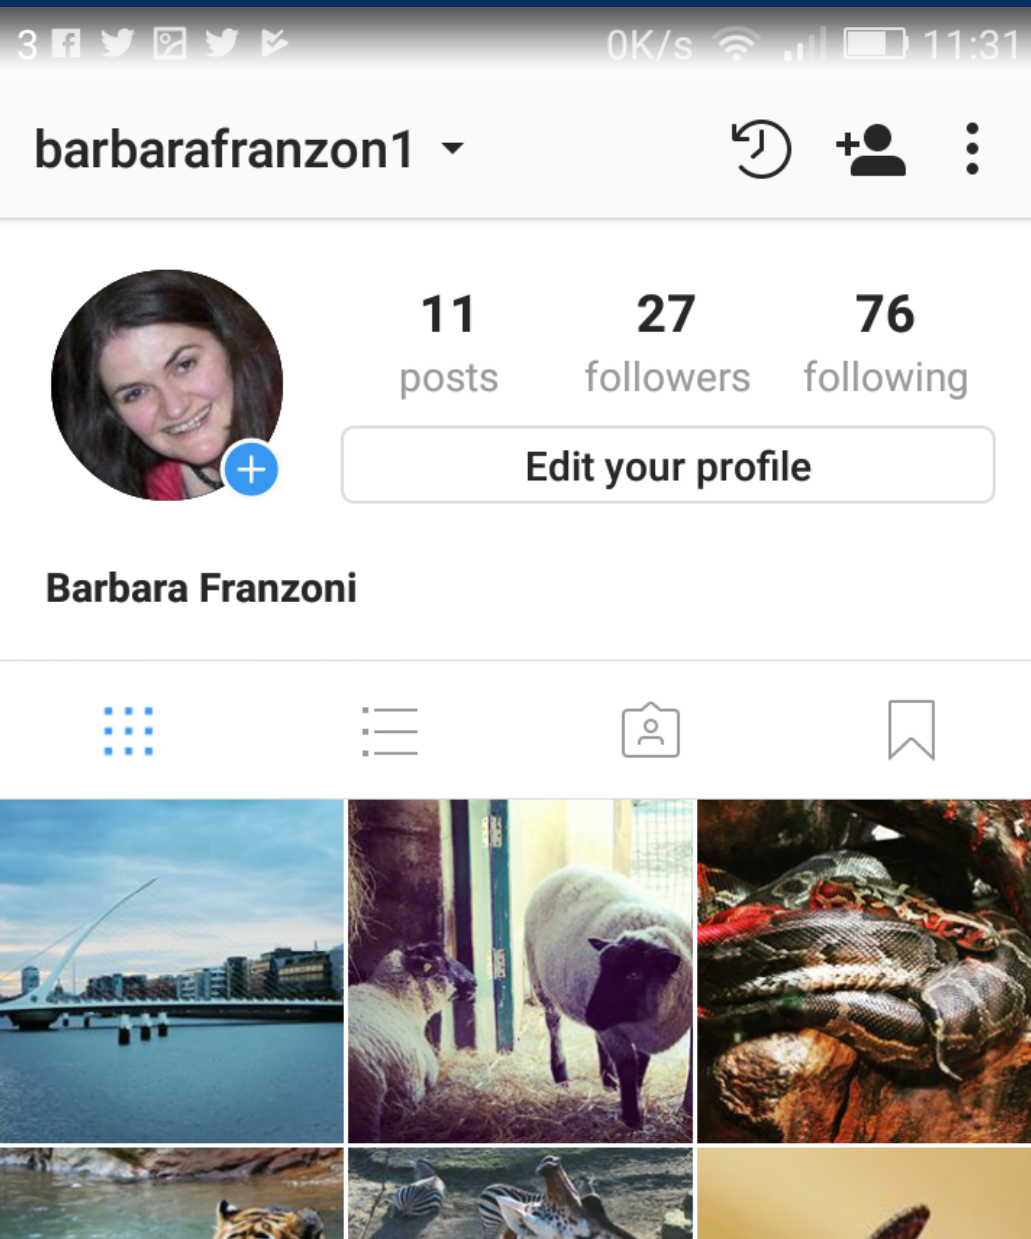 3 0K/s 11:31
barbarafranzon1
11 27 76
posts followers following
Edit your profile
Barbara Franzoni